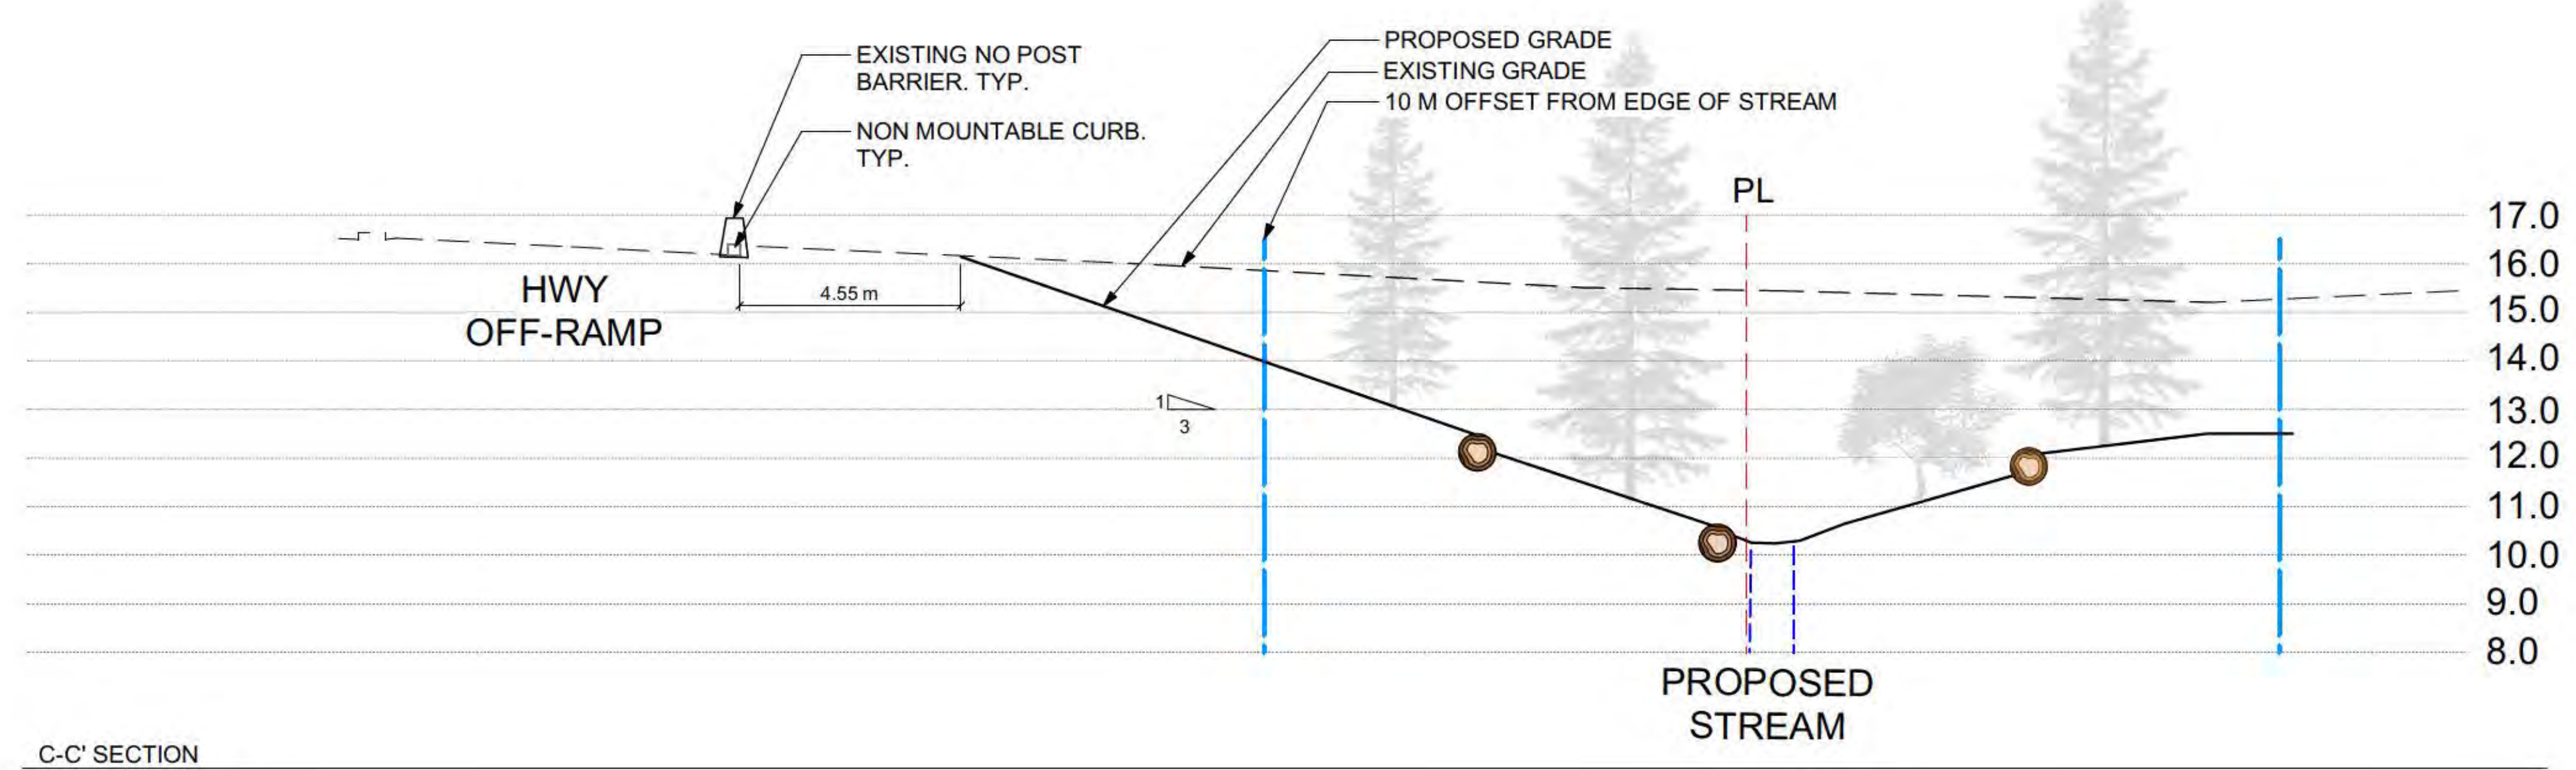 EXISTING NO POST
BARRIER. TYP.
NON MOUNTABLE CURB.
TYP.
PROPOSED GRADE
EXISTING GRADE
10 M OFFSET FROM EDGE OF STREAM
PL
HWY
OFF-RAMP
4.55 m
1
3
17.0
16.0
15.0
14.0
13.0
12.0
11.0
10.0
9.0
8.0
PROPOSED
STREAM
C-C' SECTION